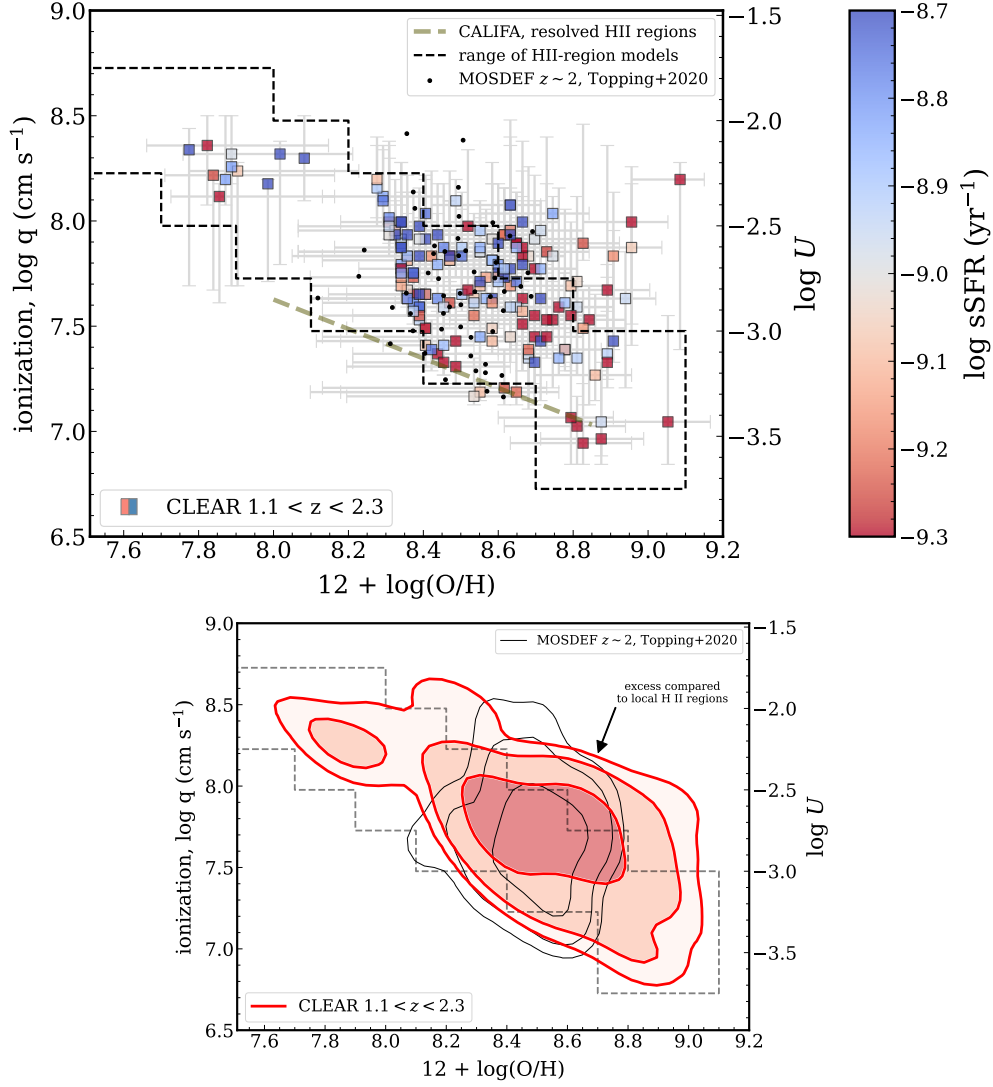 9.0
8.5
8.0
7.5
7.0
6.5
ionization, log q (cm s⁻¹)
CALIFA, resolved HII regions
range of HII-region models
MOSDEF z ~ 2, Topping+2020
CLEAR 1.1 < z < 2.3
7.6 7.8 8.0 8.2 8.4 8.6 8.8 9.0 9.2
12 + log(O/H)
−1.5
−2.0
−2.5
−3.0
−3.5
log U
−8.7
−8.8
−8.9
−9.0
−9.1
−9.2
−9.3
log sSFR (yr⁻¹)
9.0
8.5
8.0
7.5
7.0
6.5
ionization, log q (cm s⁻¹)
MOSDEF z ~ 2, Topping+2020
excess compared
to local H II regions
CLEAR 1.1 < z < 2.3
7.6 7.8 8.0 8.2 8.4 8.6 8.8 9.0 9.2
12 + log(O/H)
−1.5
−2.0
−2.5
−3.0
−3.5
log U